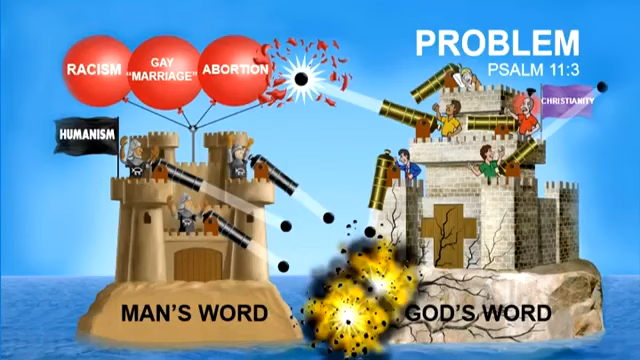 PROBLEM
PSALM 11:3
RACISM
GAY
"MARRIAGE"
ABORTION
CHRISTIANITY
HUMANISM
MAN'S WORD
GOD'S WORD